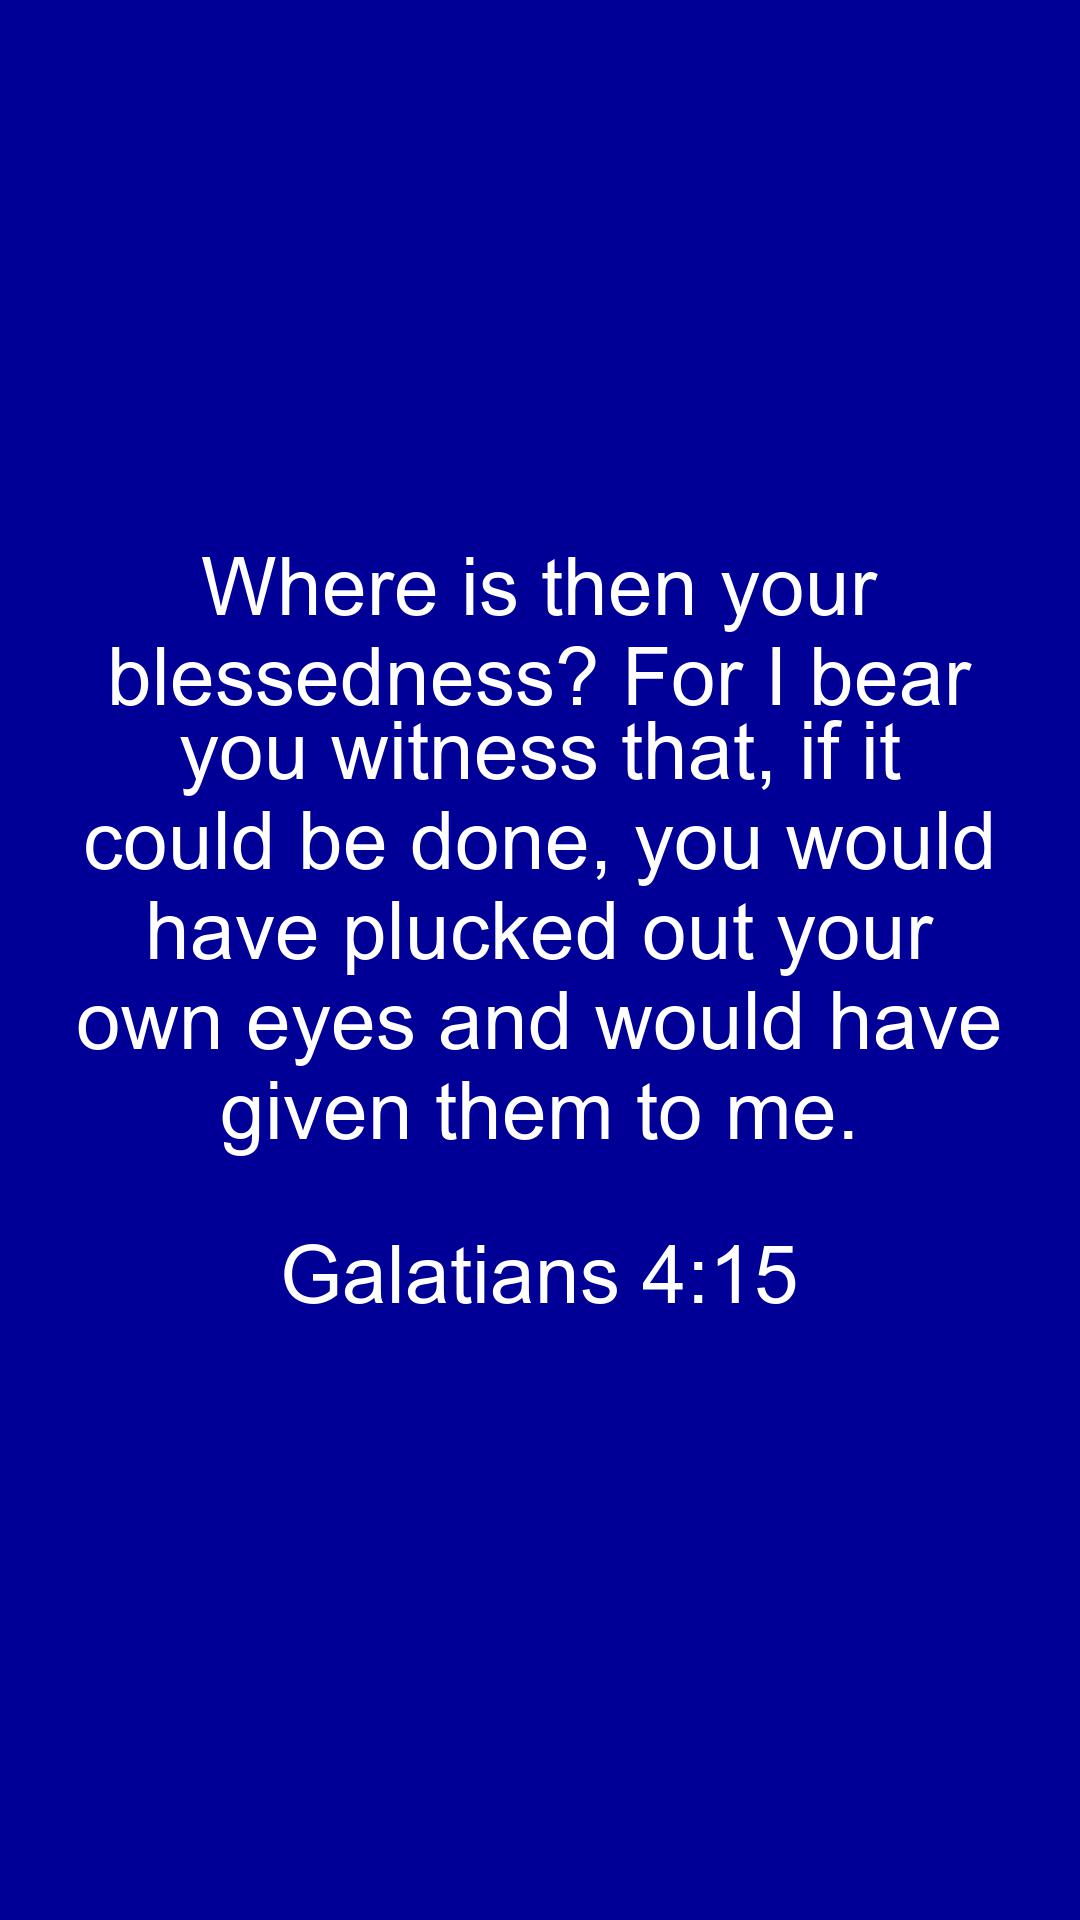 Where is then your
blessedness? For I bear
you witness that, if it
could be done, you would
have plucked out your
own eyes and would have
given them to me.
Galatians 4:15